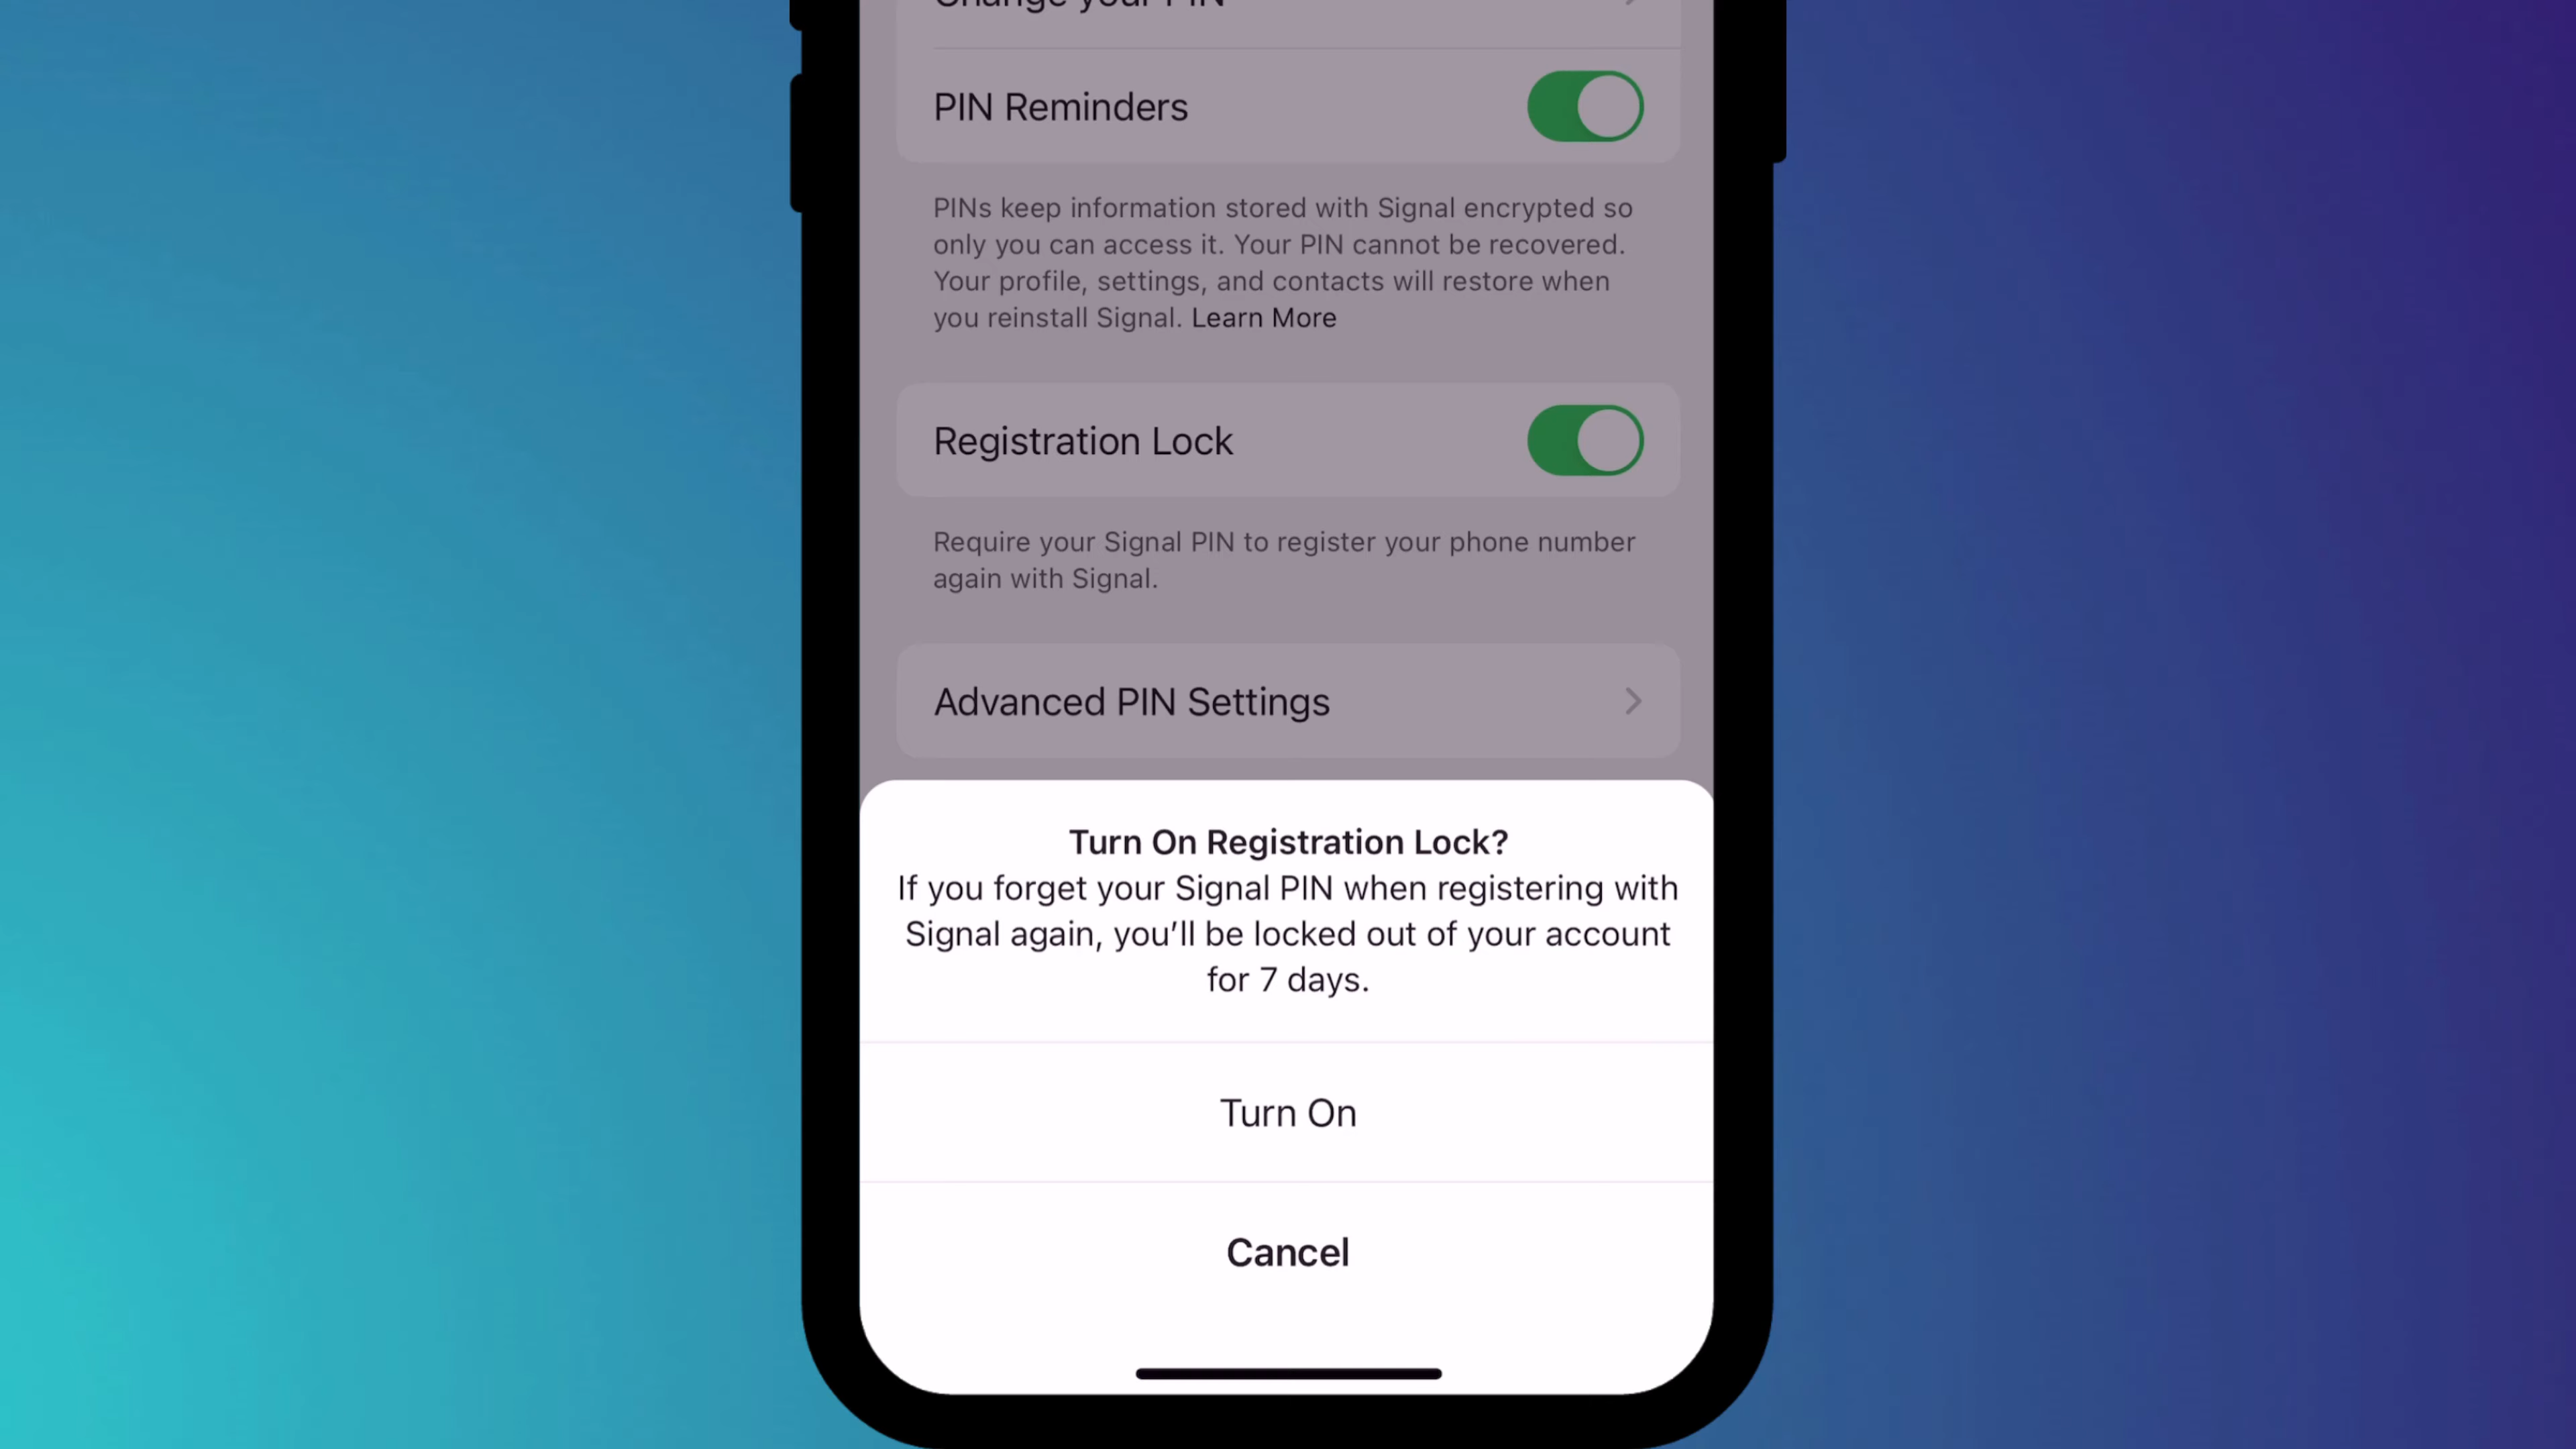 Change your PIN
PIN Reminders
PINs keep information stored with Signal encrypted so
only you can access it. Your PIN cannot be recovered.
Your profile, settings, and contacts will restore when
you reinstall Signal. Learn More
Registration Lock
Require your Signal PIN to register your phone number
again with Signal.
Advanced PIN Settings
Turn On Registration Lock?
If you forget your Signal PIN when registering with
Signal again, you’ll be locked out of your account
for 7 days.
Turn On
Cancel